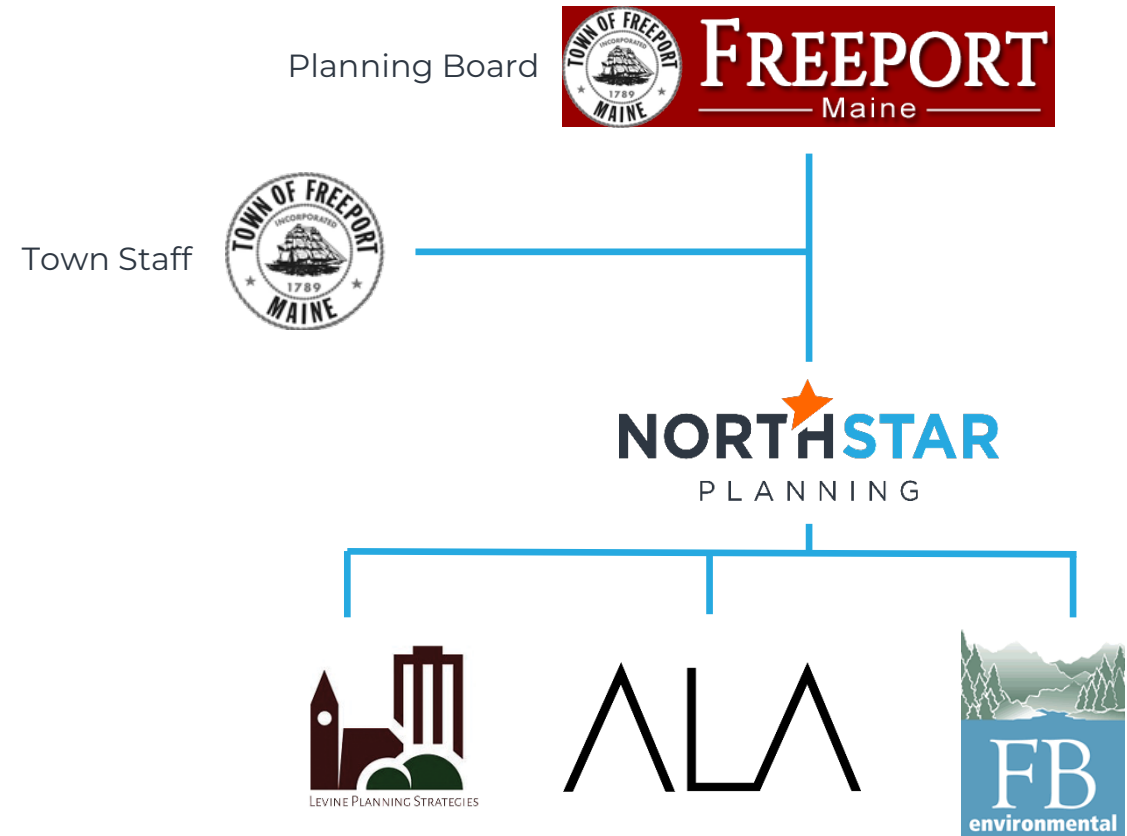 Planning Board
TOWN OF FREEPORT
INCORPORATED
1789
MAINE
FREEPORT
Maine
Town Staff
TOWN OF FREEPORT
INCORPORATED
1789
MAINE
NORTHSTAR
PLANNING
LEVINE PLANNING STRATEGIES
ALA
FB
environmental